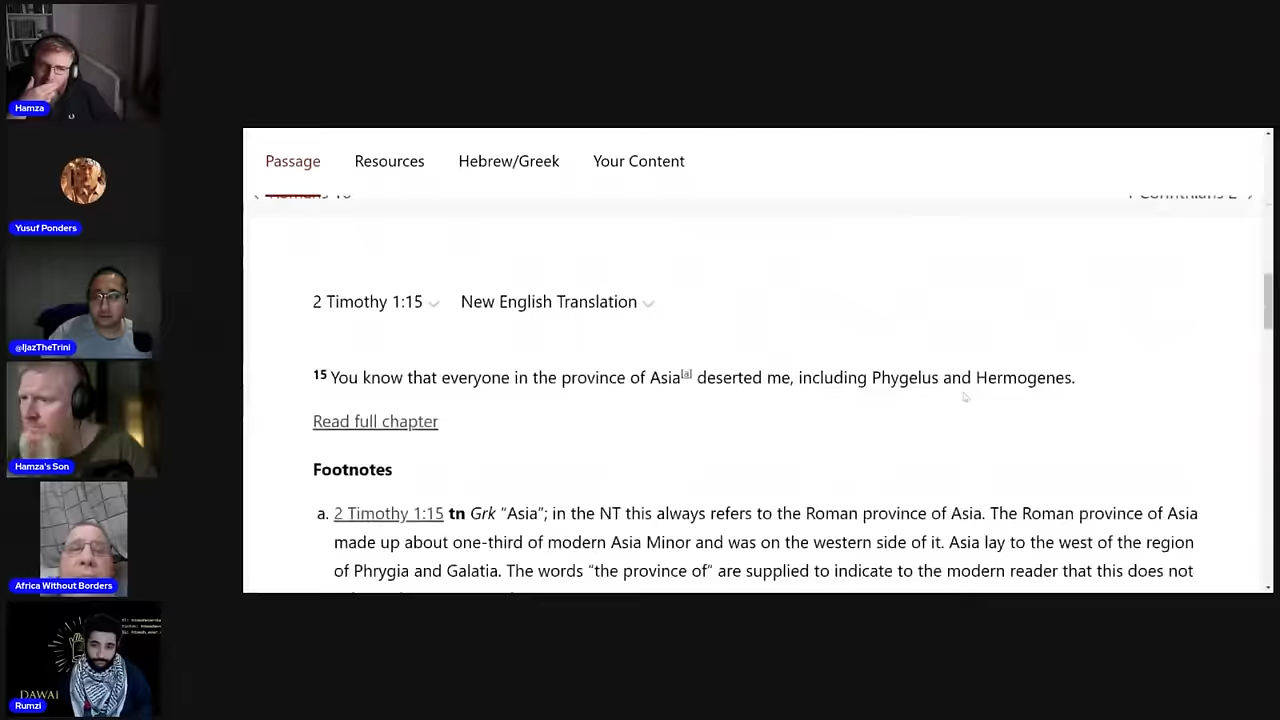 Hamza
Yusuf Ponders
@IjazTheTrini
Hamza's Son
Africa Without Borders
DAWAI
Rumzi
Passage Resources Hebrew/Greek Your Content
2 Timothy 1:15 New English Translation
15 You know that everyone in the province of Asia[a] deserted me, including Phygelus and Hermogenes.
Read full chapter
Footnotes
a. 2 Timothy 1:15 tn Grk “Asia”; in the NT this always refers to the Roman province of Asia. The Roman province of Asia
made up about one-third of modern Asia Minor and was on the western side of it. Asia lay to the west of the region
of Phrygia and Galatia. The words “the province of” are supplied to indicate to the modern reader that this does not